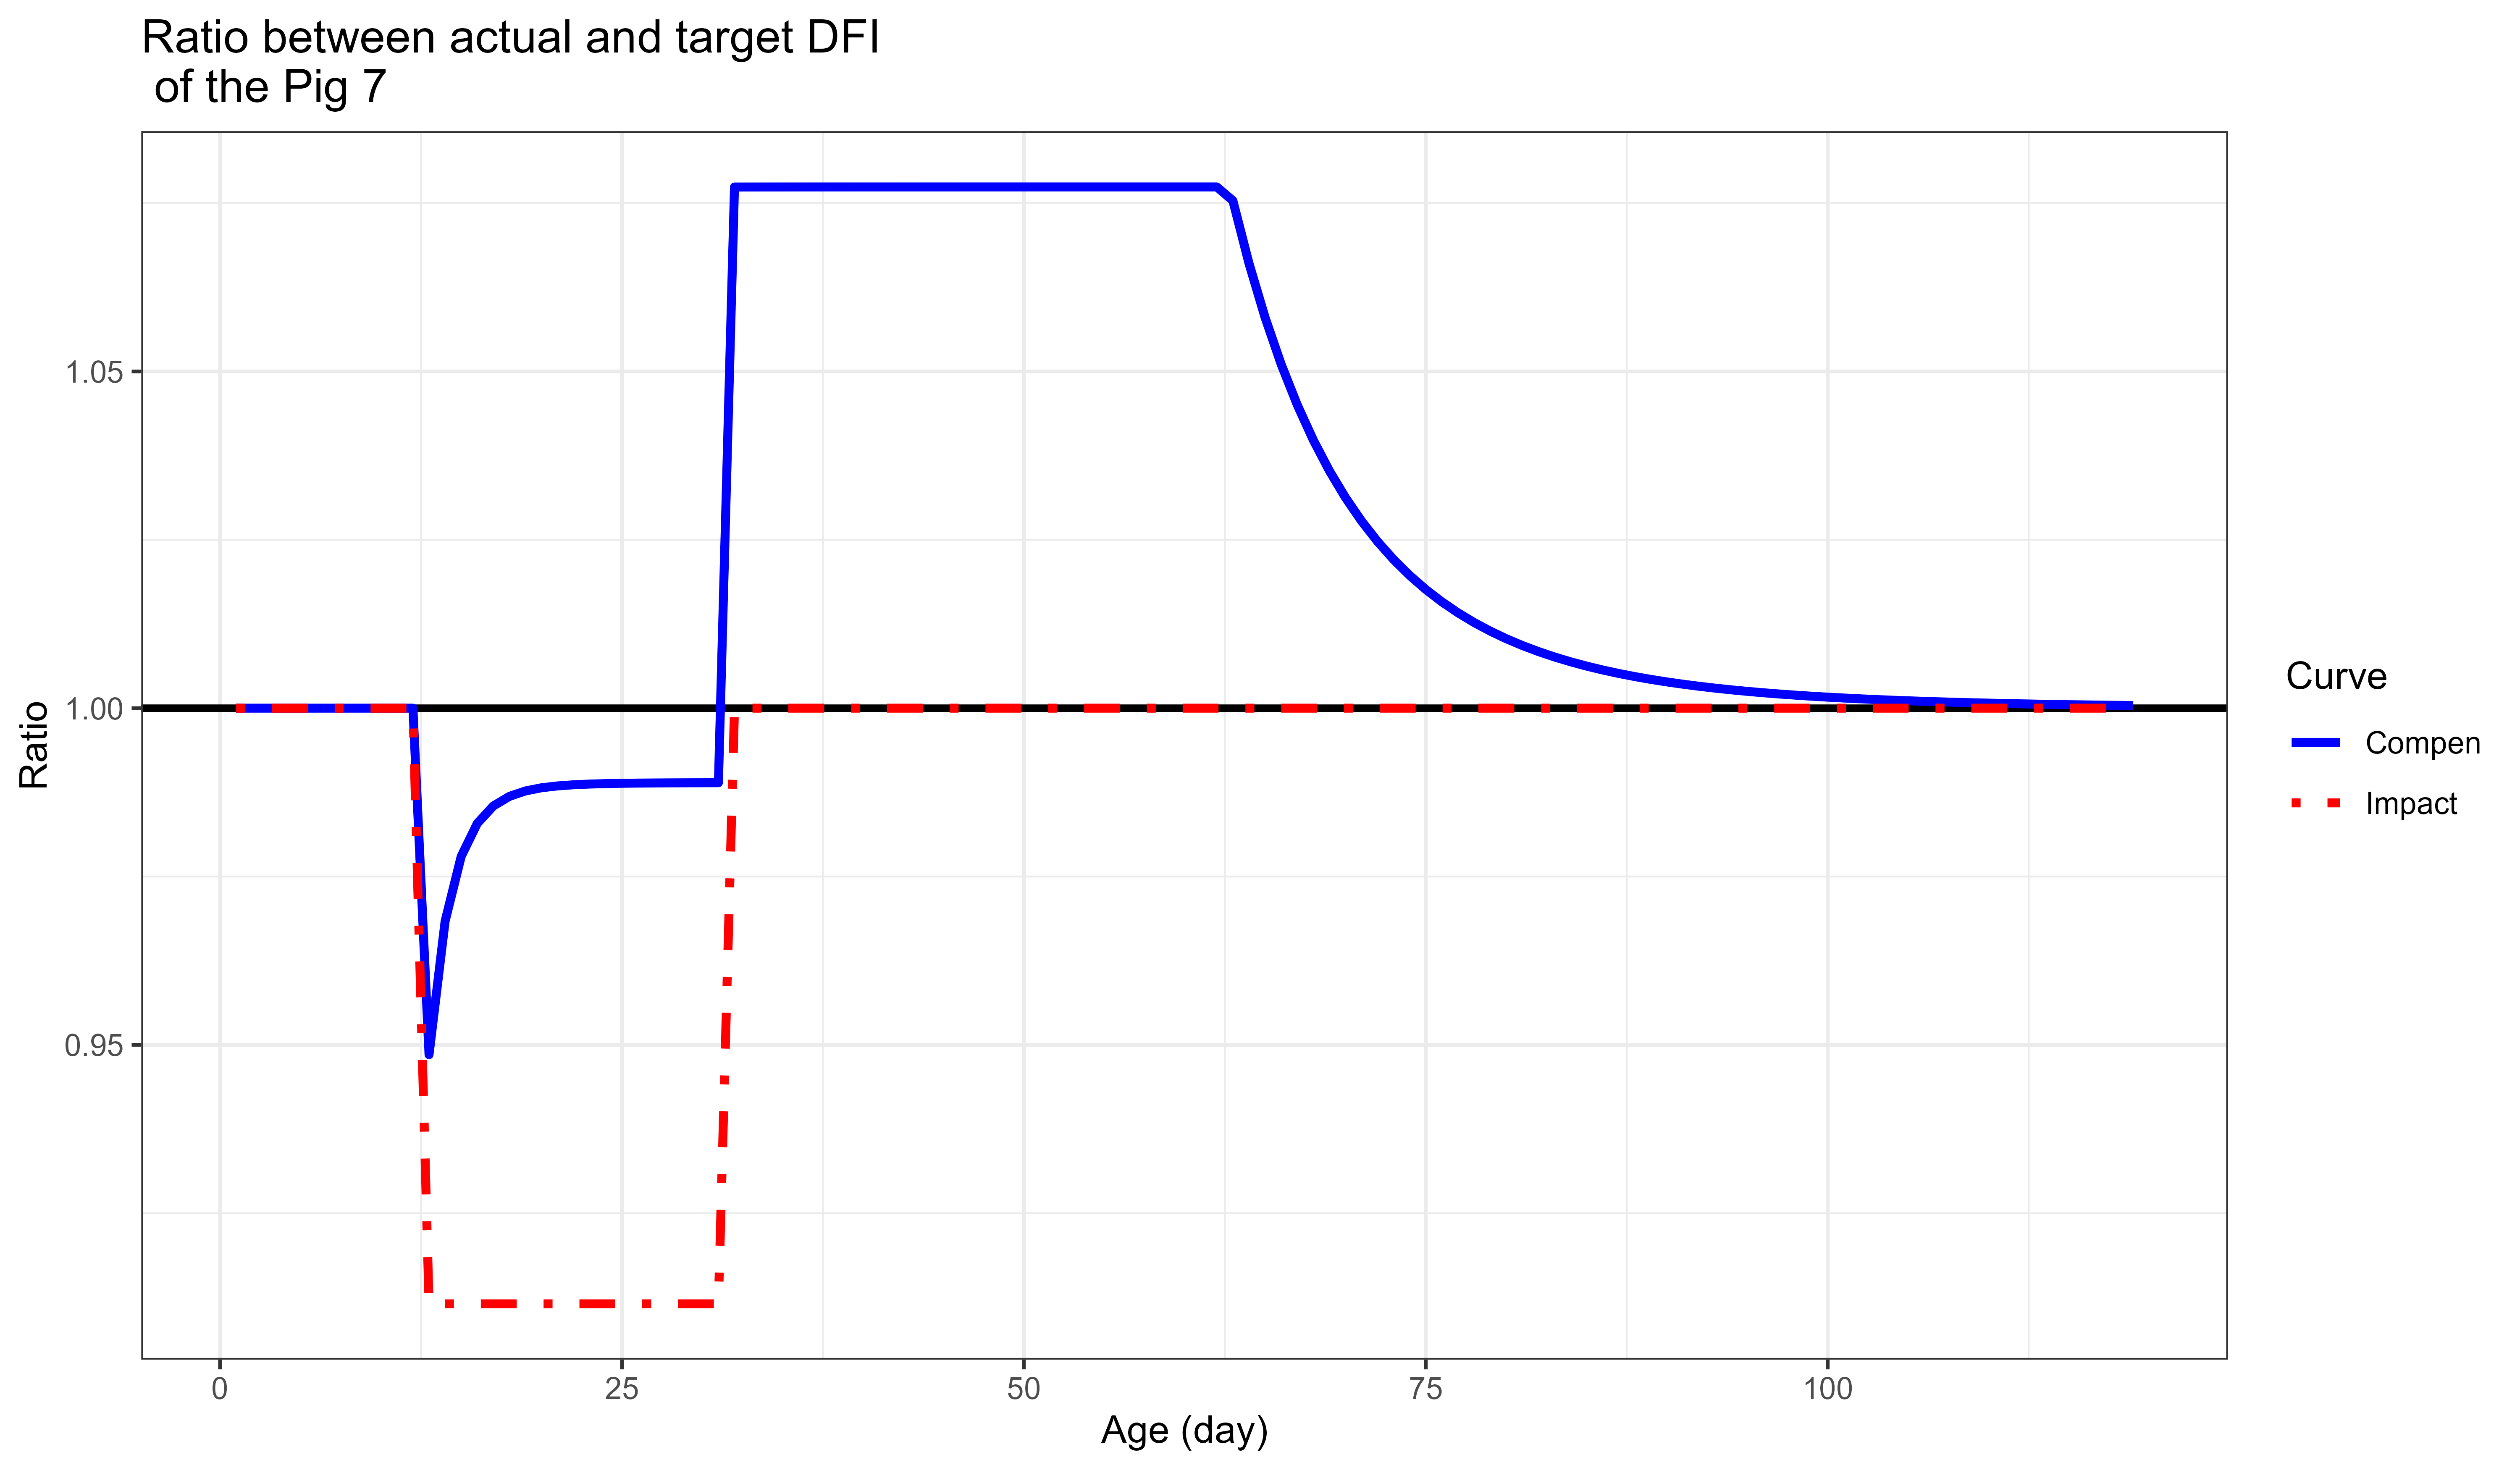 Ratio between actual and target DFI
of the Pig 7
Ratio
1.05
1.00
0.95
0
25
50
75
100
Age (day)
Curve
Compen
Impact